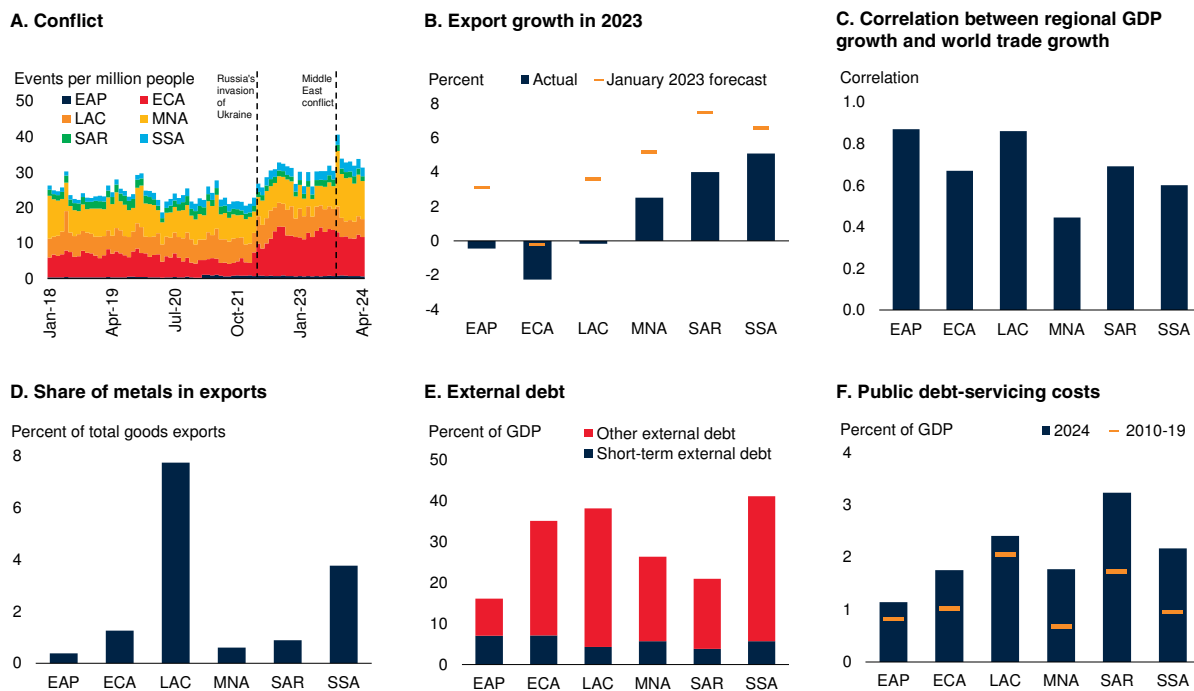 A. Conflict
Events per million people
50
40
30
20
10
0
EAP
ECA
LAC
MNA
SAR
SSA
Russia's
invasion
of
Ukraine
Middle
East
conflict
Jan-18
Apr-19
Jul-20
Oct-21
Jan-23
Apr-24
B. Export growth in 2023
Percent
Actual
January 2023 forecast
8
6
4
2
0
-2
-4
EAP
ECA
LAC
MNA
SAR
SSA
C. Correlation between regional GDP
growth and world trade growth
Correlation
1.0
0.8
0.6
0.4
0.2
0.0
EAP
ECA
LAC
MNA
SAR
SSA
D. Share of metals in exports
Percent of total goods exports
8
6
4
2
0
EAP
ECA
LAC
MNA
SAR
SSA
E. External debt
Percent of GDP
Other external debt
Short-term external debt
50
40
30
20
10
0
EAP
ECA
LAC
MNA
SAR
SSA
F. Public debt-servicing costs
Percent of GDP
2024
2010-19
4
3
2
1
0
EAP
ECA
LAC
MNA
SAR
SSA